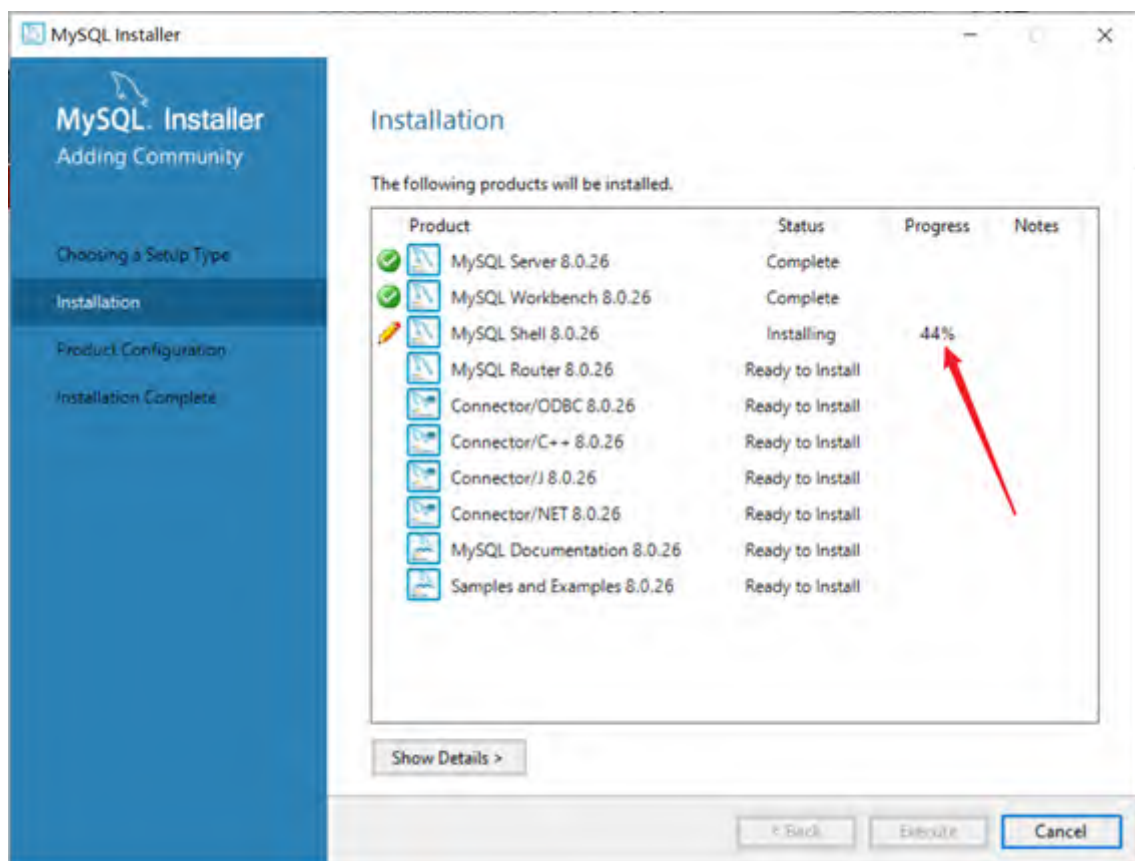 MySQL Installer
MySQL. Installer
Adding Community
Choosing a Setup Type
Installation
Product Configuration
Installation Complete
Installation
The following products will be installed.
Product Status Progress Notes
MySQL Server 8.0.26 Complete
MySQL Workbench 8.0.26 Complete
MySQL Shell 8.0.26 Installing 44%
MySQL Router 8.0.26 Ready to Install
Connector/ODBC 8.0.26 Ready to Install
Connector/C++ 8.0.26 Ready to Install
Connector/J 8.0.26 Ready to Install
Connector/NET 8.0.26 Ready to Install
MySQL Documentation 8.0.26 Ready to Install
Samples and Examples 8.0.26 Ready to Install
Show Details >
< Back Execute Cancel